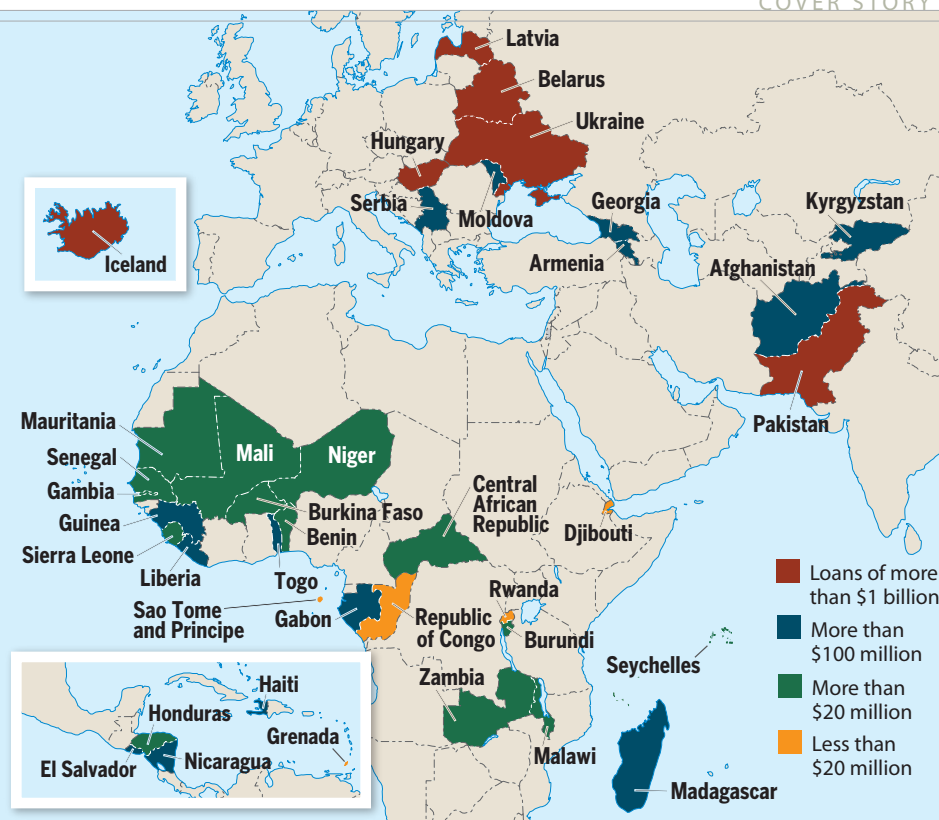 COVER STORY
Latvia
Belarus
Ukraine
Hungary
Serbia
Moldova
Georgia
Armenia
Kyrgyzstan
Afghanistan
Pakistan
Iceland
Mauritania
Senegal
Gambia
Guinea
Sierra Leone
Liberia
Mali
Niger
Burkina Faso
Benin
Togo
Central
African
Republic
Djibouti
Sao Tome
and Principe
Gabon
Republic
of Congo
Rwanda
Burundi
Zambia
Malawi
Seychelles
Madagascar
Haiti
Honduras
Grenada
El Salvador
Nicaragua
Loans of more
than $1 billion
More than
$100 million
More than
$20 million
Less than
$20 million